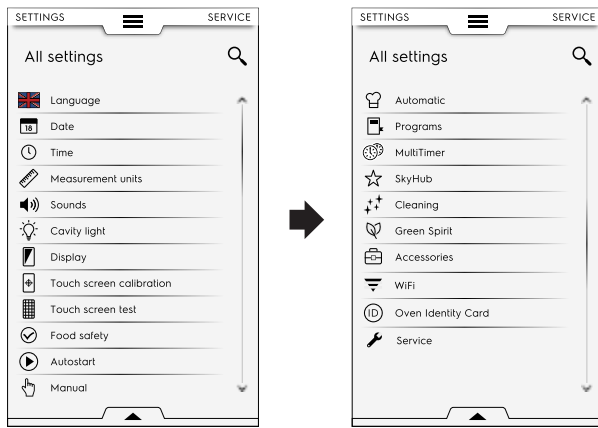 SETTINGS SERVICE
All settings
Language
18 Date
Time
Measurement units
Sounds
Cavity light
Display
Touch screen calibration
Touch screen test
Food safety
Autostart
Manual
SETTINGS SERVICE
All settings
Automatic
Programs
MultiTimer
SkyHub
Cleaning
Green Spirit
Accessories
WiFi
ID Oven Identity Card
Service